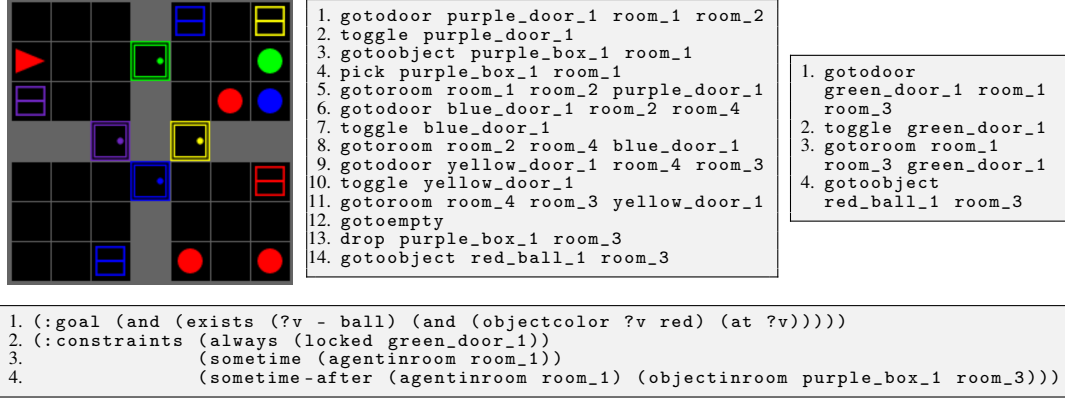 1. gotodoor purple_door_1 room_1 room_2
2. toggle purple_door_1
3. gotoobject purple_box_1 room_1
4. pick purple_box_1 room_1
5. gotoroom room_1 room_2 purple_door_1
6. gotodoor blue_door_1 room_2 room_4
7. toggle blue_door_1
8. gotoroom room_2 room_4 blue_door_1
9. gotodoor yellow_door_1 room_4 room_3
10. toggle yellow_door_1
11. gotoroom room_4 room_3 yellow_door_1
12. gotoempty
13. drop purple_box_1 room_3
14. gotoobject red_ball_1 room_3
1. gotodoor
green_door_1 room_1
room_3
2. toggle green_door_1
3. gotoroom room_1
room_3 green_door_1
4. gotoobject
red_ball_1 room_3
1. (:goal (and (exists (?v - ball) (and (objectcolor ?v red) (at ?v)))))
2. (:constraints (always (locked green_door_1))
3. (sometime (agentinroom room_1))
4. (sometime-after (agentinroom room_1) (objectinroom purple_box_1 room_3)))